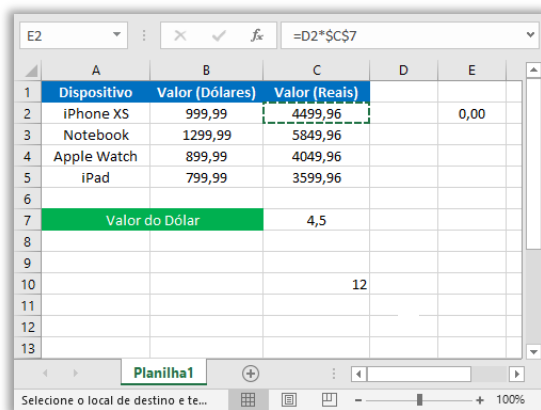 E2 fx =D2*$C$7
A B C D E
1 Dispositivo Valor (Dólares) Valor (Reais)
2 iPhone XS 999,99 4499,96 0,00
3 Notebook 1299,99 5849,96
4 Apple Watch 899,99 4049,96
5 iPad 799,99 3599,96
6
7 Valor do Dólar 4,5
8
9
10 12
11
12
13
Planilha1
Selecione o local de destino e te... 100%